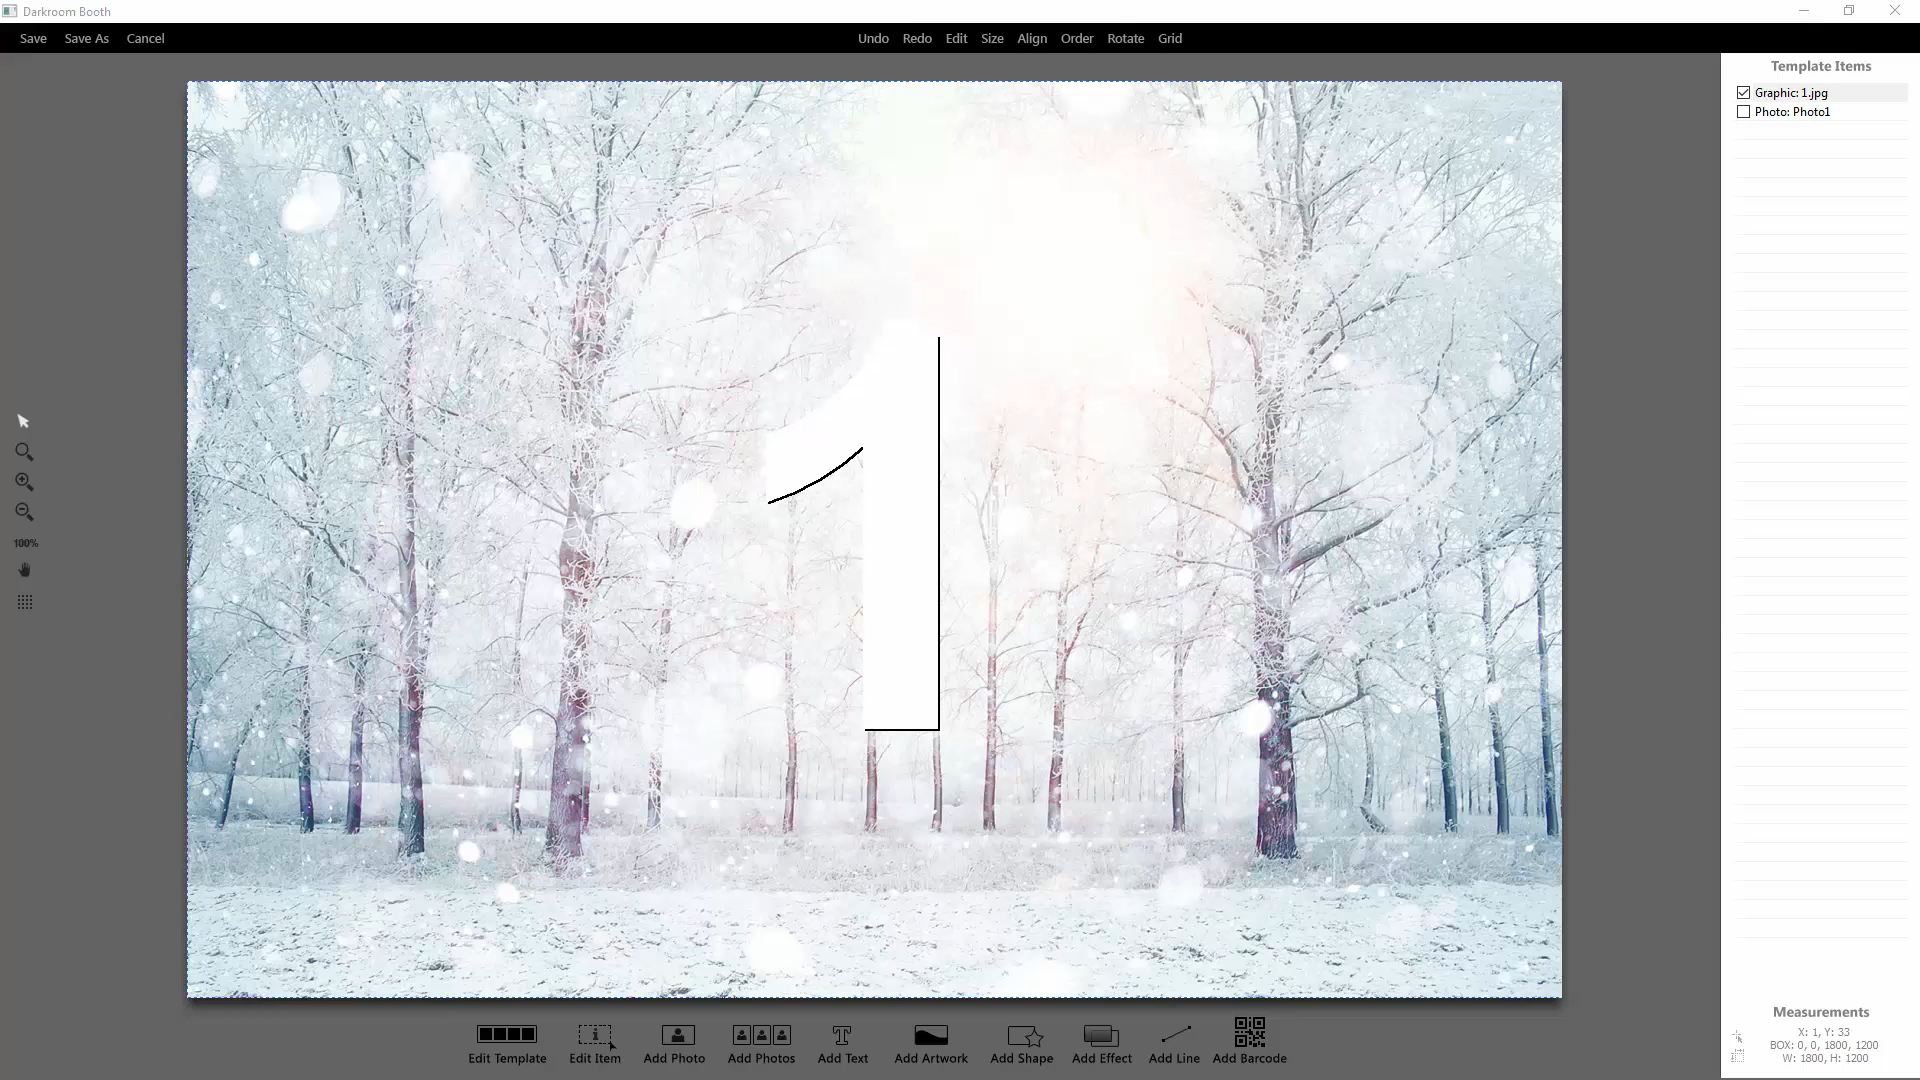 Darkroom Booth
Save Save As Cancel Undo Redo Edit Size Align Order Rotate Grid
Template Items
Graphic: 1.jpg
Photo: Photo1
1
100%
Edit Template Edit Item Add Photo Add Photos Add Text Add Artwork Add Shape Add Effect Add Line Add Barcode
Measurements
X: 1, Y: 33
BOX: 0, 0, 1800, 1200
W: 1800, H: 1200